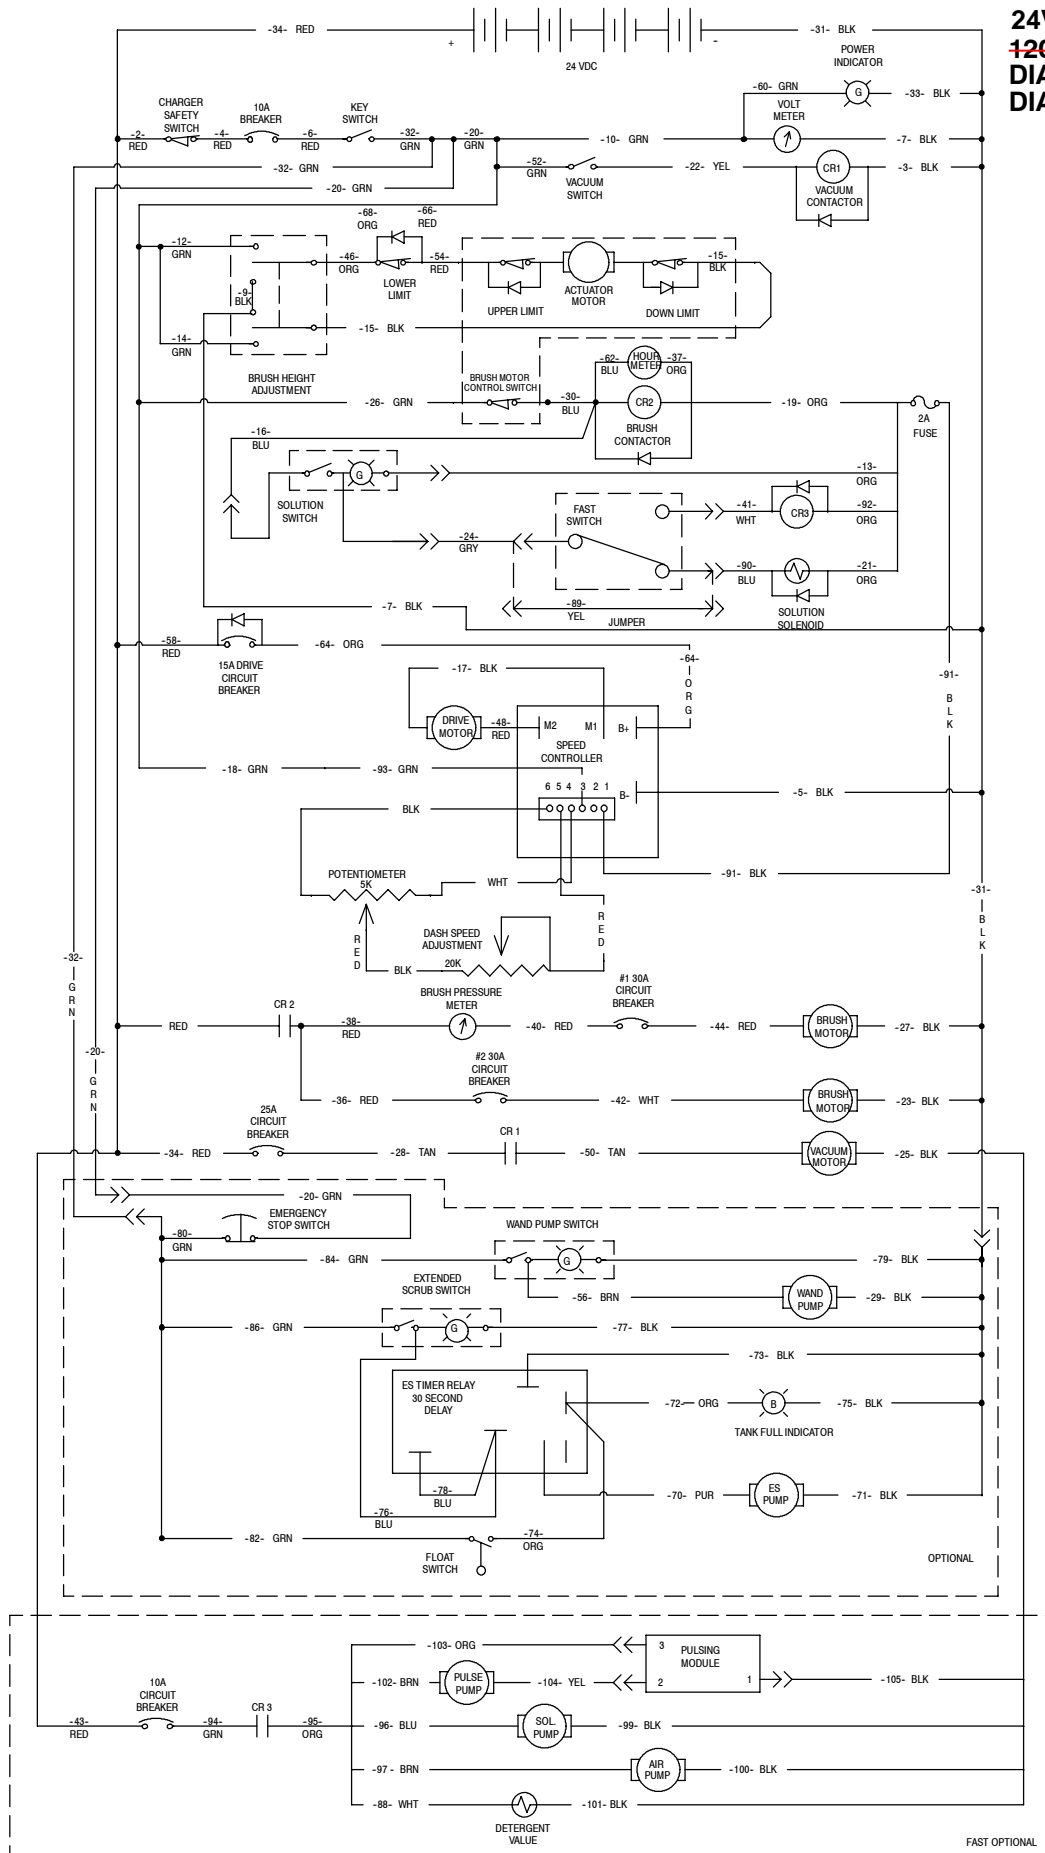 -34- RED
+
-
24 VDC
-31- BLK
24V
120
DIA
DIA
POWER
INDICATOR
-60- GRN
G
-33- BLK
VOLT
METER
CHARGER
SAFETY
SWITCH
10A
BREAKER
KEY
SWITCH
-2-
RED
-4-
RED
-6-
RED
-32-
GRN
-20-
GRN
-10- GRN
-7- BLK
-32- GRN
-20- GRN
-52-
GRN
VACUUM
SWITCH
-22- YEL
CR1
-3- BLK
VACUUM
CONTACTOR
-68-
ORG
-66-
RED
-12-
GRN
-46-
ORG
-54-
RED
LOWER
LIMIT
UPPER LIMIT
ACTUATOR
MOTOR
DOWN LIMIT
-15-
BLK
-9-
BLK
-15- BLK
-14-
GRN
BRUSH HEIGHT
ADJUSTMENT
BRUSH MOTOR
CONTROL SWITCH
-62-
BLU
HOUR
METER
-37-
ORG
-26- GRN
-30-
BLU
CR2
BRUSH
CONTACTOR
-19- ORG
2A
FUSE
-16-
BLU
SOLUTION
SWITCH
G
-13-
ORG
FAST
SWITCH
-41-
WHT
CR3
-92-
ORG
-24-
GRY
-90-
BLU
-21-
ORG
SOLUTION
SOLENOID
-7- BLK
-89-
YEL
JUMPER
-58-
RED
15A DRIVE
CIRCUIT
BREAKER
-64- ORG
-64-
O
R
G
-91-
B
L
K
-17- BLK
DRIVE
MOTOR
-48-
RED
M2
M1
B+
SPEED
CONTROLLER
-18- GRN
-93- GRN
6 5 4 3 2 1
B-
-5- BLK
BLK
-91- BLK
POTENTIOMETER
5K
WHT
-31-
B
L
K
R
E
D
DASH SPEED
ADJUSTMENT
R
E
D
BLK
20K
-32-
G
R
N
-20-
G
R
N
CR 2
BRUSH PRESSURE
METER
#1 30A
CIRCUIT
BREAKER
RED
-38-
RED
-40- RED
-44- RED
BRUSH
MOTOR
-27- BLK
#2 30A
CIRCUIT
BREAKER
-36- RED
-42- WHT
BRUSH
MOTOR
-23- BLK
25A
CIRCUIT
BREAKER
CR 1
-34- RED
-28- TAN
-50- TAN
VACUUM
MOTOR
-25- BLK
-20- GRN
EMERGENCY
STOP SWITCH
-80-
GRN
WAND PUMP SWITCH
-84- GRN
G
-79- BLK
-56- BRN
WAND
PUMP
-29- BLK
EXTENDED
SCRUB SWITCH
-86- GRN
G
-77- BLK
-73- BLK
ES TIMER RELAY
30 SECOND
DELAY
-72- ORG
B
-75- BLK
TANK FULL INDICATOR
-78-
BLU
-70- PUR
ES
PUMP
-71- BLK
-76-
BLU
-82- GRN
-74-
ORG
FLOAT
SWITCH
OPTIONAL
-103- ORG
3
PULSING
MODULE
-102- BRN
PULSE
PUMP
-104- YEL
2
1
-105- BLK
10A
CIRCUIT
BREAKER
CR 3
-43-
RED
-94-
GRN
-95-
ORG
-96- BLU
SOL.
PUMP
-99- BLK
-97 - BRN
AIR
PUMP
-100- BLK
-88- WHT
-101- BLK
DETERGENT
VALUE
FAST OPTIONAL